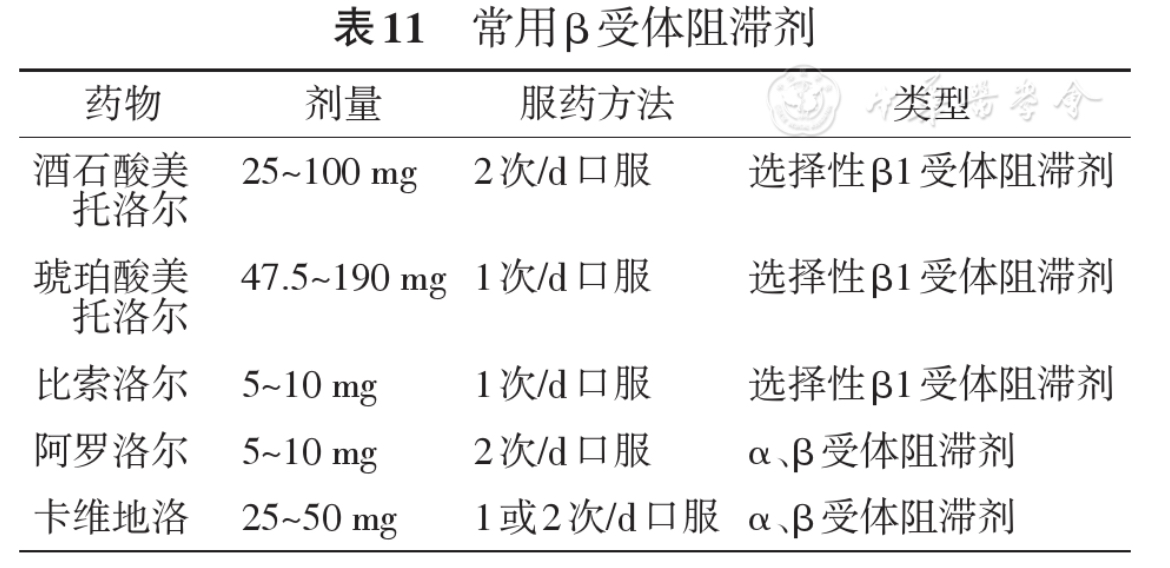 表11 常用β受体阻滞剂
药物 剂量 服药方法 类型
中华医学会
酒石酸美 25~100 mg 2次/d口服 选择性β1受体阻滞剂
托洛尔
琥珀酸美 47.5~190 mg 1次/d口服 选择性β1受体阻滞剂
托洛尔
比索洛尔 5~10 mg 1次/d口服 选择性β1受体阻滞剂
阿罗洛尔 5~10 mg 2次/d口服 α、β受体阻滞剂
卡维地洛 25~50 mg 1或2次/d口服 α、β受体阻滞剂